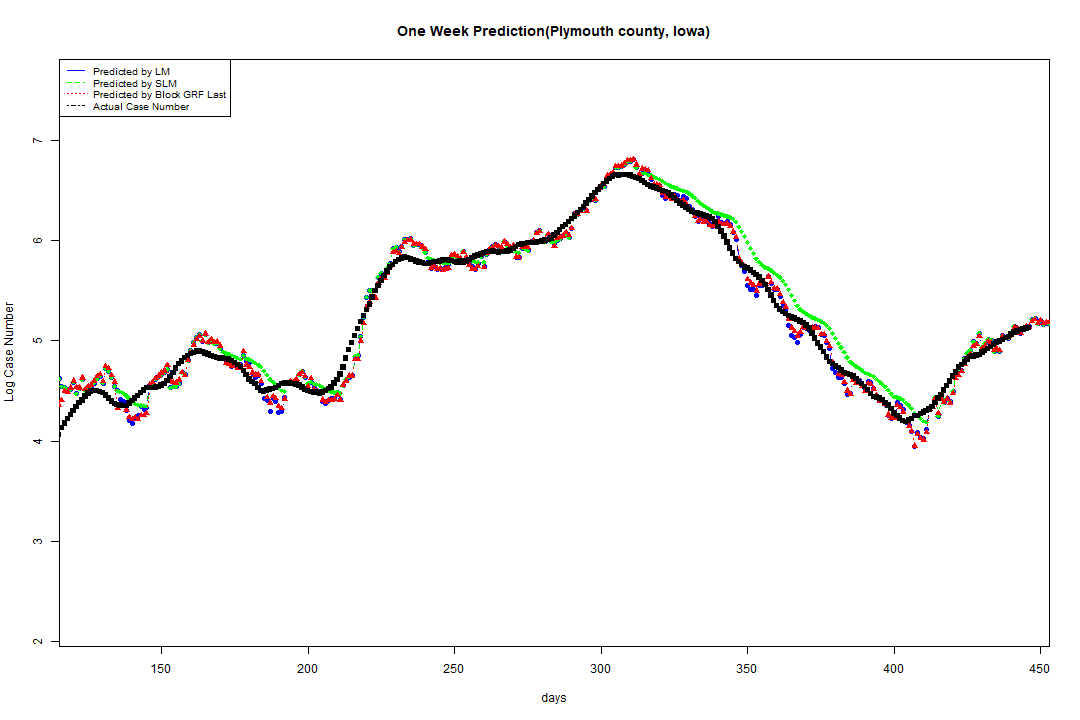 One Week Prediction(Plymouth county, Iowa)
Predicted by LM
Predicted by SLM
Predicted by Block GRF Last
Actual Case Number
Log Case Number
7
6
5
4
3
2
150 200 250 300 350 400 450
days